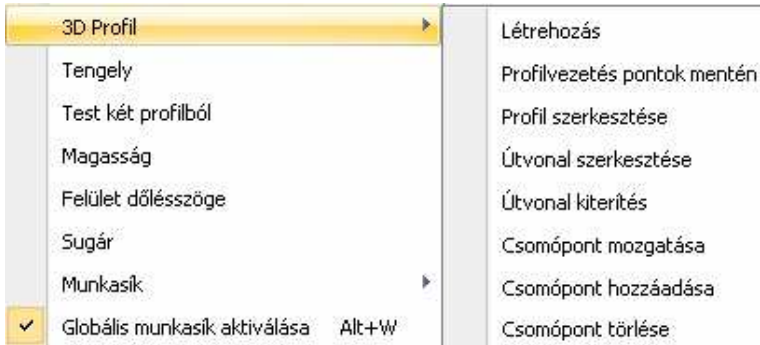 3D Profil
Tengely
Test két profilból
Magasság
Felület dőlésszöge
Sugár
Munkasík
Globális munkasík aktiválása Alt+W
Létrehozás
Profilvezetés pontok mentén
Profil szerkesztése
Útvonal szerkesztése
Útvonal kiterítés
Csomópont mozgatása
Csomópont hozzáadása
Csomópont törlése